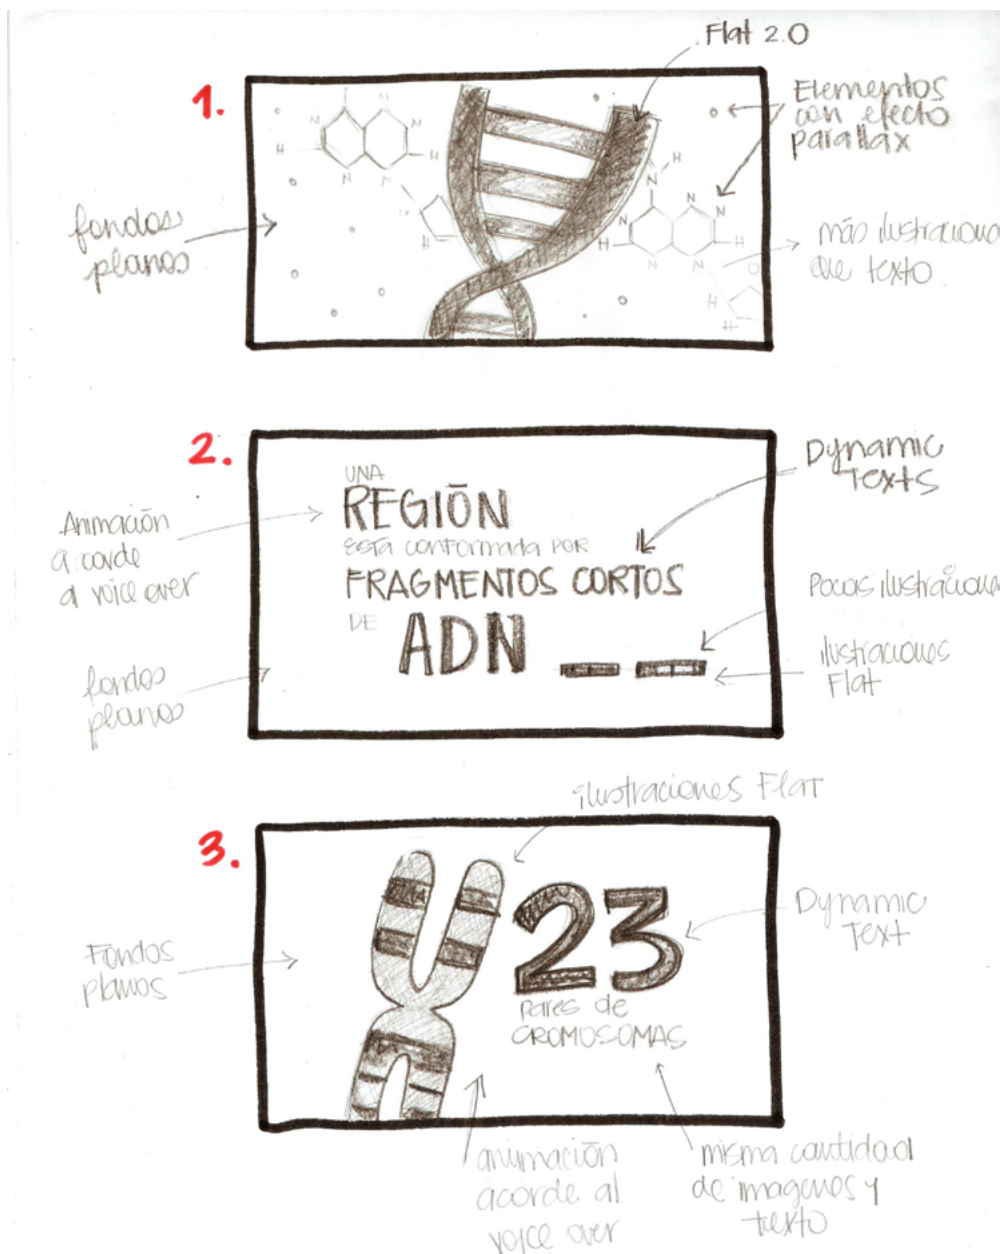 Flat 2.0
1.
Elementos
con efecto
parallax
fondos
planos
más ilustraciones
que texto
N
N
H
N
N
H
H
H
N
N
N
N
H
H
N
N
H
H
2.
UNA
REGIÓN
ESTÁ CONFORMADA POR
FRAGMENTOS CORTOS
DE
ADN
Dynamic
Texts
Animación
acorde
a voice over
Pocas ilustraciones
ilustraciones
Flat
fondos
planos
ilustraciones Flat
3.
23
pares de
CROMOSOMAS
Dynamic
Text
Fondos
planos
animación
acorde al
voice over
misma cantidad
de imagenes y
texto